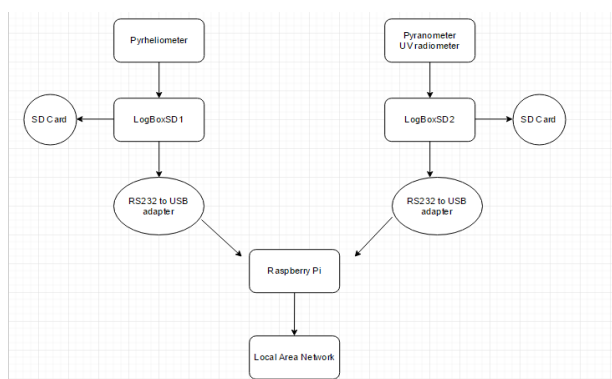 Pyrheliometer
Pyranometer
UV radiometer
SD Card
LogBoxSD1
LogBoxSD2
SD Card
RS232 to USB
adapter
RS232 to USB
adapter
Raspberry Pi
Local Area Network